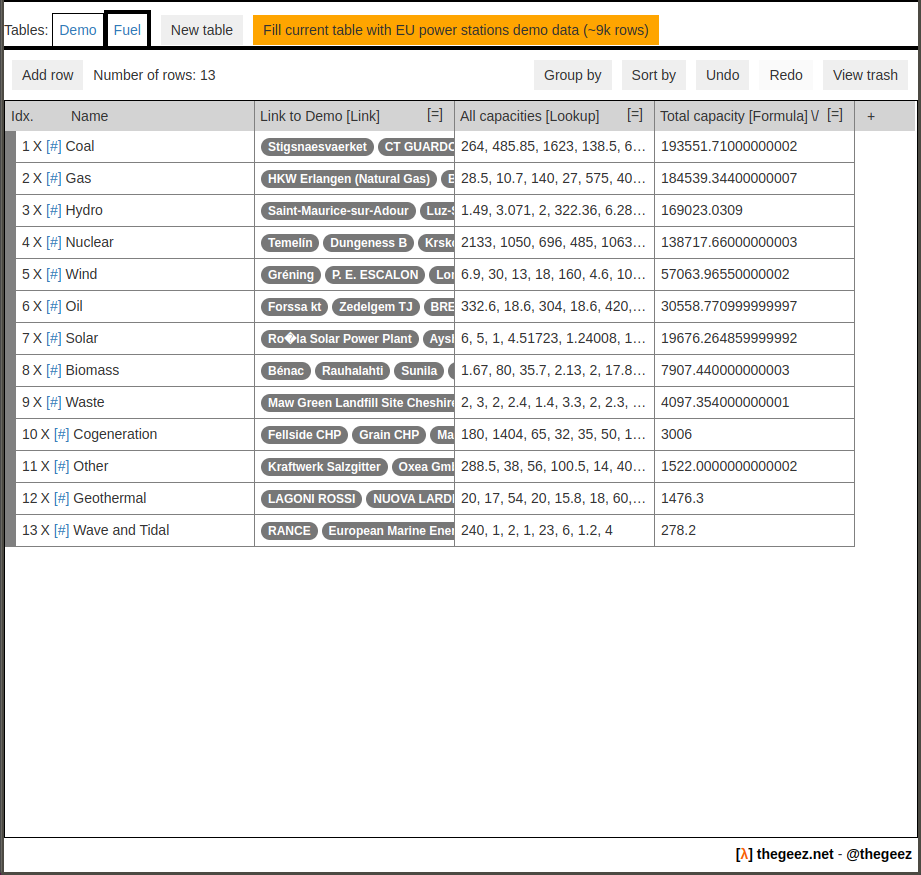 Tables: Demo Fuel New table Fill current table with EU power stations demo data (~9k rows)
Add row Number of rows: 13 Group by Sort by Undo Redo View trash
Idx. Name Link to Demo [Link] [=] All capacities [Lookup] [=] Total capacity [Formula] \/ [=] +
1 X [#] Coal Stigsnaesvaerket CT GUARDO 264, 485.85, 1623, 138.5, 6… 193551.71000000002
2 X [#] Gas HKW Erlangen (Natural Gas) E 28.5, 10.7, 140, 27, 575, 40… 184539.34400000007
3 X [#] Hydro Saint-Maurice-sur-Adour Luz-S 1.49, 3.071, 2, 322.36, 6.28… 169023.0309
4 X [#] Nuclear Temelín Dungeness B Krsko 2133, 1050, 696, 485, 1063… 138717.66000000003
5 X [#] Wind Gréning P. E. ESCALON Lon 6.9, 30, 13, 18, 160, 4.6, 10… 57063.96550000002
6 X [#] Oil Forssa kt Zedelgem TJ BRE 332.6, 18.6, 304, 18.6, 420,… 30558.770999999997
7 X [#] Solar Ro�la Solar Power Plant Aysl 6, 5, 1, 4.51723, 1.24008, 1… 19676.264859999992
8 X [#] Biomass Bénac Rauhalahti Sunila 1.67, 80, 35.7, 2.13, 2, 17.8… 7907.440000000003
9 X [#] Waste Maw Green Landfill Site Cheshire 2, 3, 2, 2.4, 1.4, 3.3, 2, 2.3, … 4097.354000000001
10 X [#] Cogeneration Fellside CHP Grain CHP Ma 180, 1404, 65, 32, 35, 50, 1… 3006
11 X [#] Other Kraftwerk Salzgitter Oxea Gml 288.5, 38, 56, 100.5, 14, 40… 1522.0000000000002
12 X [#] Geothermal LAGONI ROSSI NUOVA LARDE 20, 17, 54, 20, 15.8, 18, 60,… 1476.3
13 X [#] Wave and Tidal RANCE European Marine Ener 240, 1, 2, 1, 23, 6, 1.2, 4 278.2
[λ] thegeez.net - @thegeez